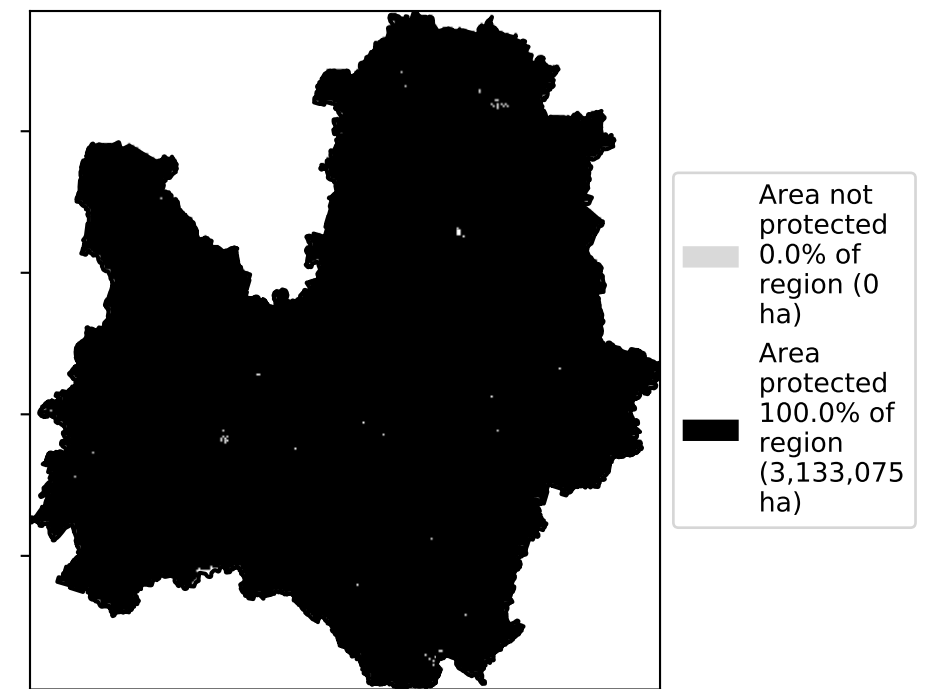 Area not
protected
0.0% of
region (0
ha)
Area
protected
100.0% of
region
(3,133,075
ha)